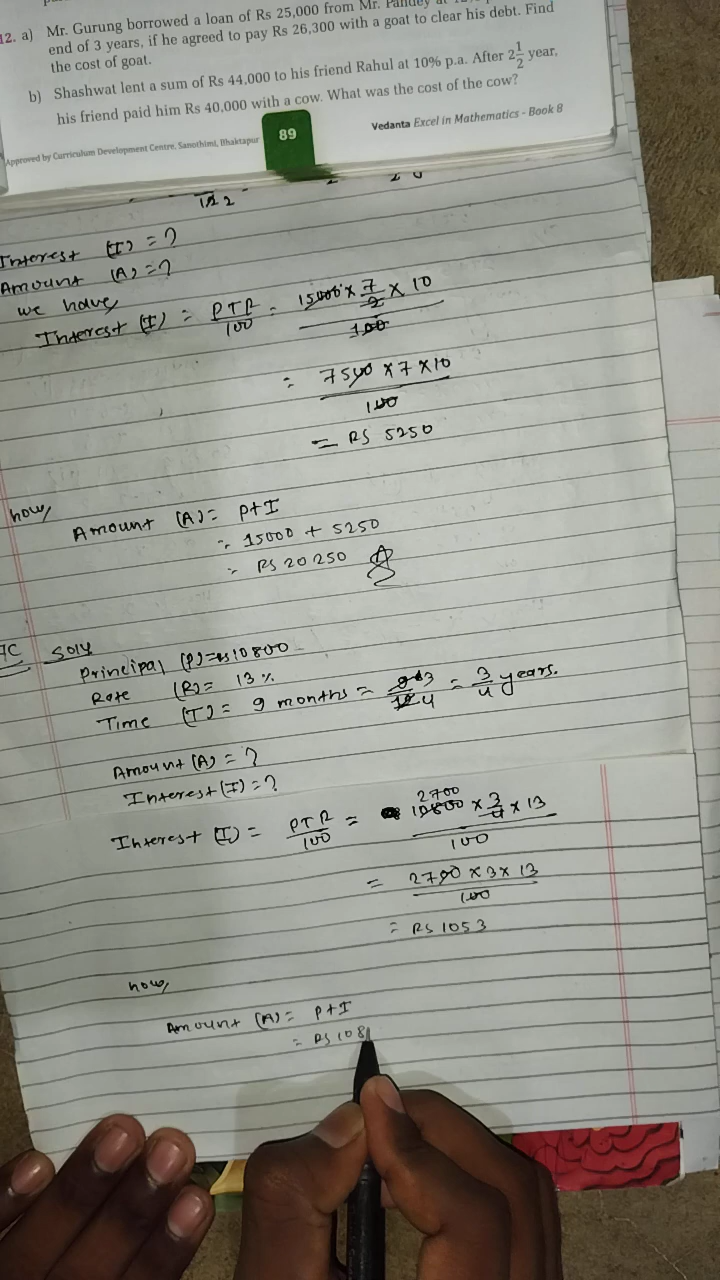 12. a) Mr. Gurung borrowed a loan of Rs 25,000 from Mr. Pandey at
end of 3 years, if he agreed to pay Rs 26,300 with a goat to clear his debt. Find
the cost of goat.
b) Shashwat lent a sum of Rs 44,000 to his friend Rahul at 10% p.a. After 2 1/2 year,
his friend paid him Rs 40,000 with a cow. What was the cost of the cow?
Approved by Curriculum Development Centre, Sanothimi, Bhaktapur 89 Vedanta Excel in Mathematics - Book 8
Interest (I) = ?
Amount (A) = ?
we have,
Interest (I) = PTR/100 = 15000 × 7/2 × 10 / 100
= 7500 × 7 × 10 / 100
= RS 5250
now,
Amount (A) = P+I
= 15000 + 5250
= RS 20250
7C Soln
Principal (P) = Rs 10800
Rate (R) = 13 %
Time (T) = 9 months = 9 3/12 4 = 3/4 years.
Amount (A) = ?
Interest (I) = ?
Interest (I) = PTR/100 = 2700 10800 × 3/4 × 13 / 100
= 2700 × 3 × 13 / 100
= RS 1053
now,
Amount (A) = P+I
= RS 108